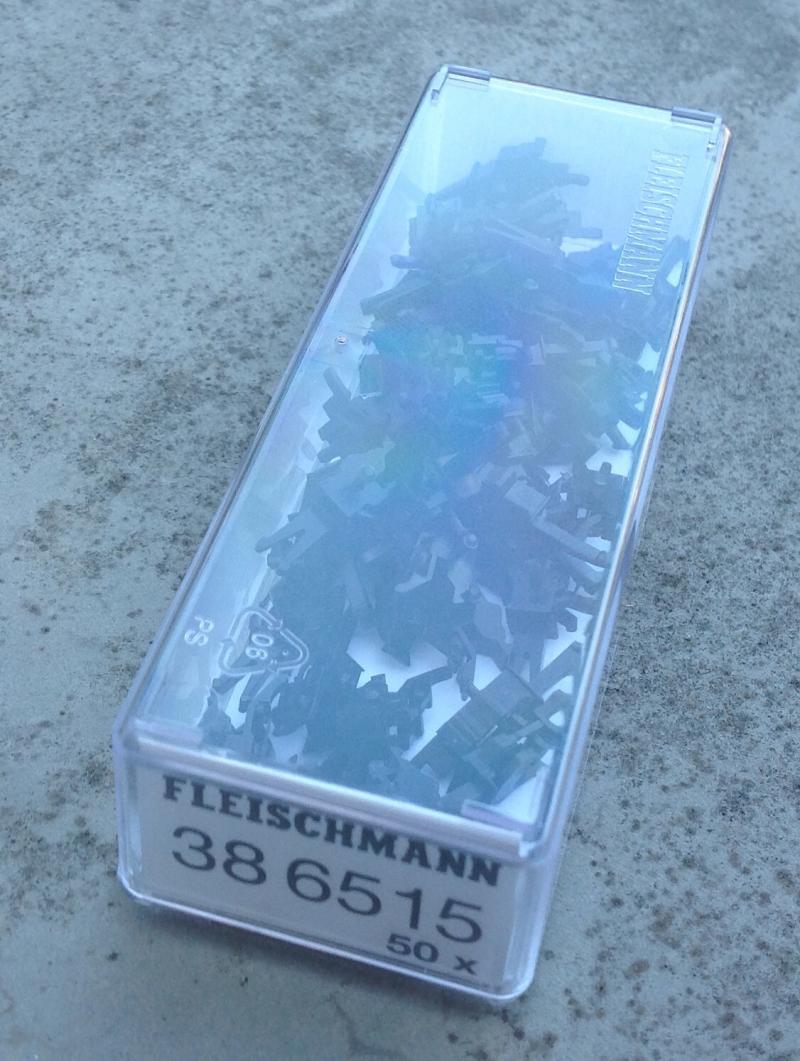 FLEISCHMANN
06
PS
FLEISCHMANN
38 6515
50 x